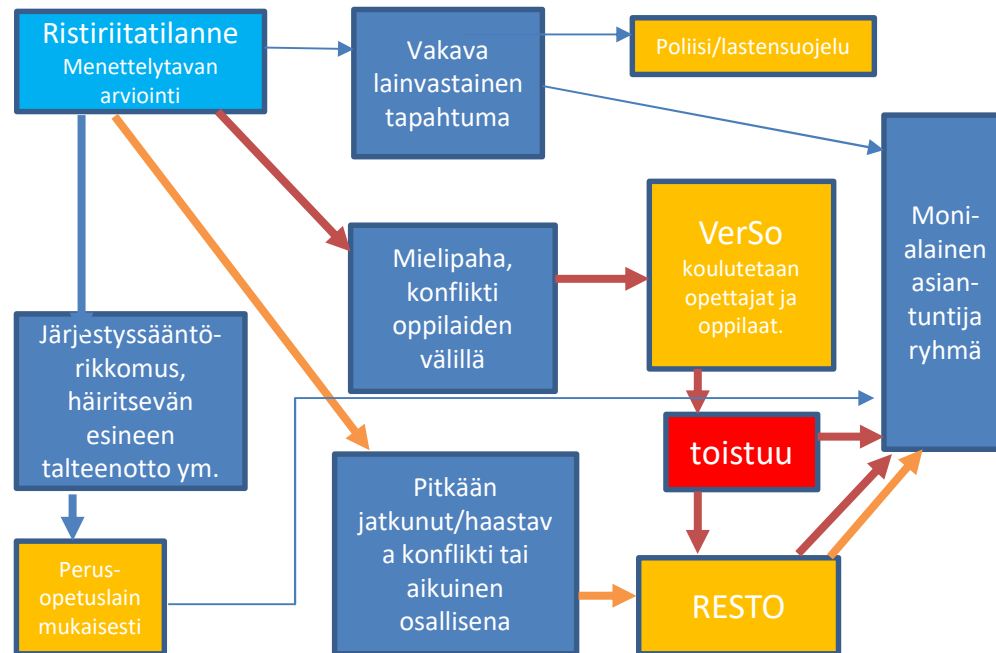 Ristiriitatilanne
Menettelytavan
arviointi
Vakava
lainvastainen
tapahtuma
Poliisi/lastensuojelu
Moni-
alainen
asian-
tuntija
ryhmä
VerSo
koulutetaan
opettajat ja
oppilaat.
Mielipaha,
konflikti
oppilaiden
välillä
Järjestyssääntö-
rikkomus,
häiritsevän
esineen
talteenotto ym.
toistuu
Pitkään
jatkunut/haastav
a konflikti tai
aikuinen
osallisena
Perus-
opetuslain
mukaisesti
RESTO